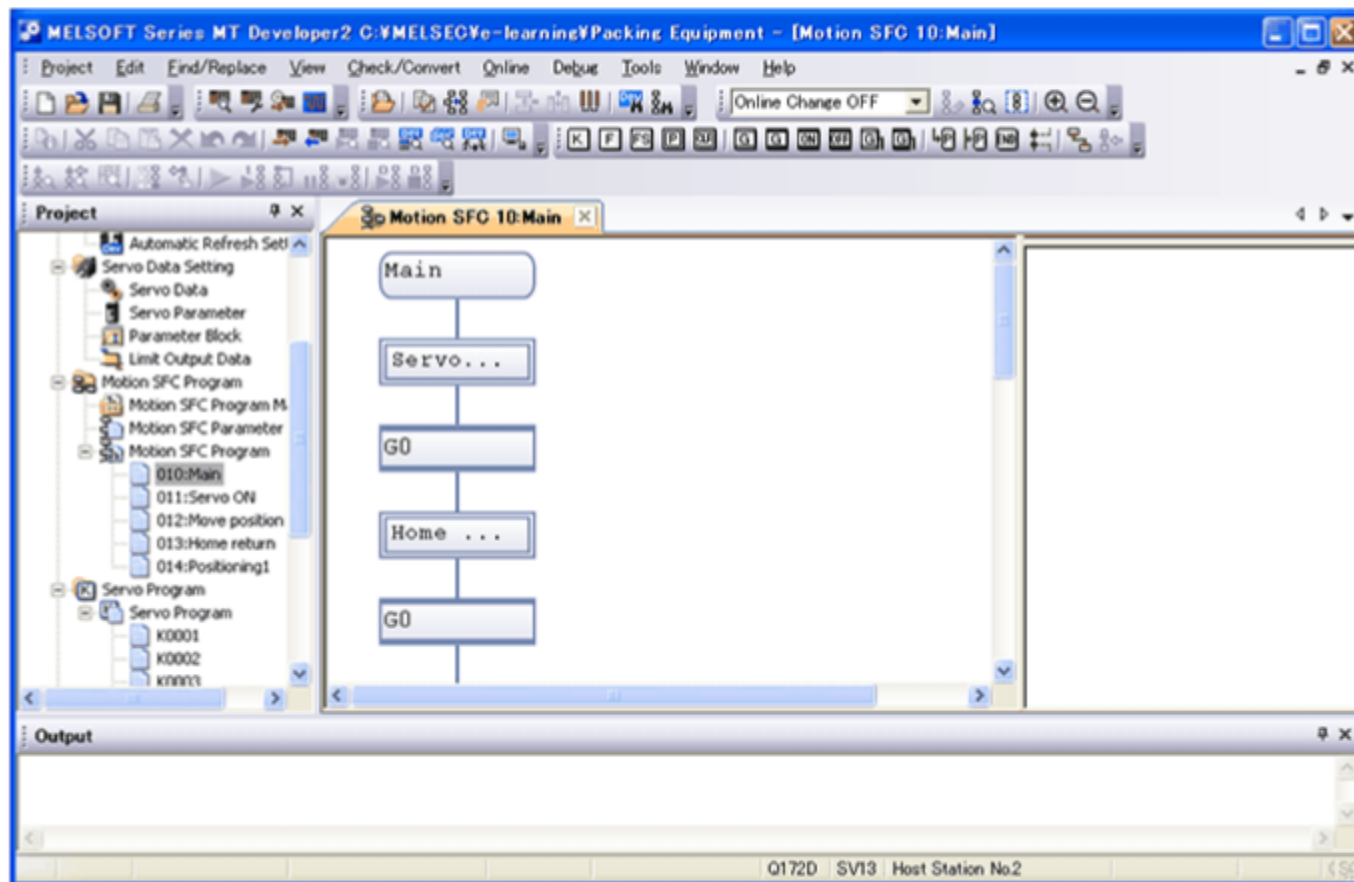 MELSOFT Series MT Developer2 C:¥MELSEC¥e-learning¥Packing Equipment - [Motion SFC 10:Main]
Project Edit Find/Replace View Check/Convert Online Debug Tools Window Help
Online Change OFF
K F FS P G G ON OFF G G
Project
Motion SFC 10:Main
Automatic Refresh Sett
Servo Data Setting
Servo Data
Servo Parameter
Parameter Block
Limit Output Data
Motion SFC Program
Motion SFC Program M
Motion SFC Parameter
Motion SFC Program
010:Main
011:Servo ON
012:Move position
013:Home return
014:Positioning1
Servo Program
Servo Program
K0001
K0002
K0003
Main
Servo...
G0
Home ...
G0
Output
Q172D SV13 Host Station No.2